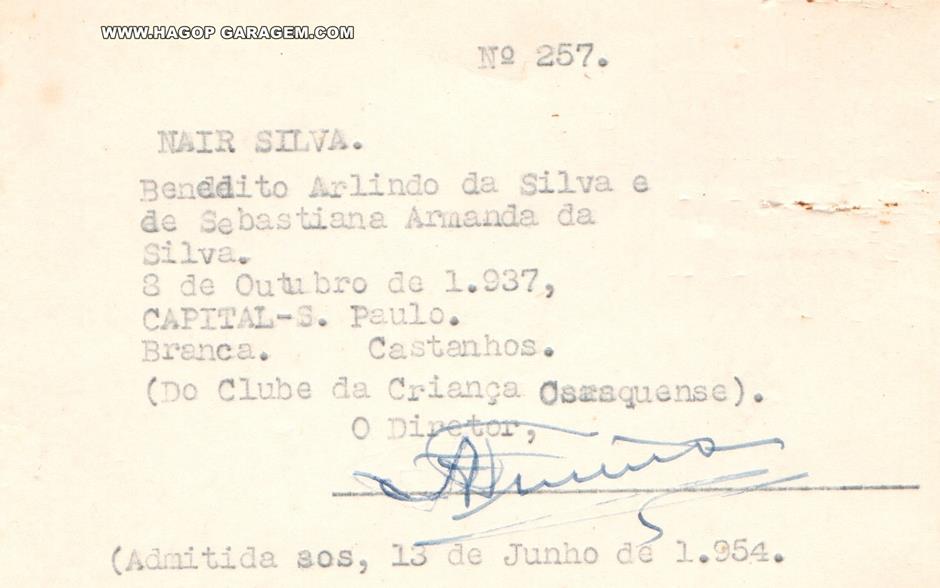 WWW.HAGOP GARAGEM.COM
Nº 257.
NAIR SILVA.
Benedito Arlindo da Silva e
de Sebastiana Armanda da
Silva.
8 de Outubro de 1.937,
CAPITAL-S. Paulo.
Branca. Castanhos.
(Do Clube da Criança Osasquense).
O Diretor,
(Admitida aos, 13 de Junho de 1.954.